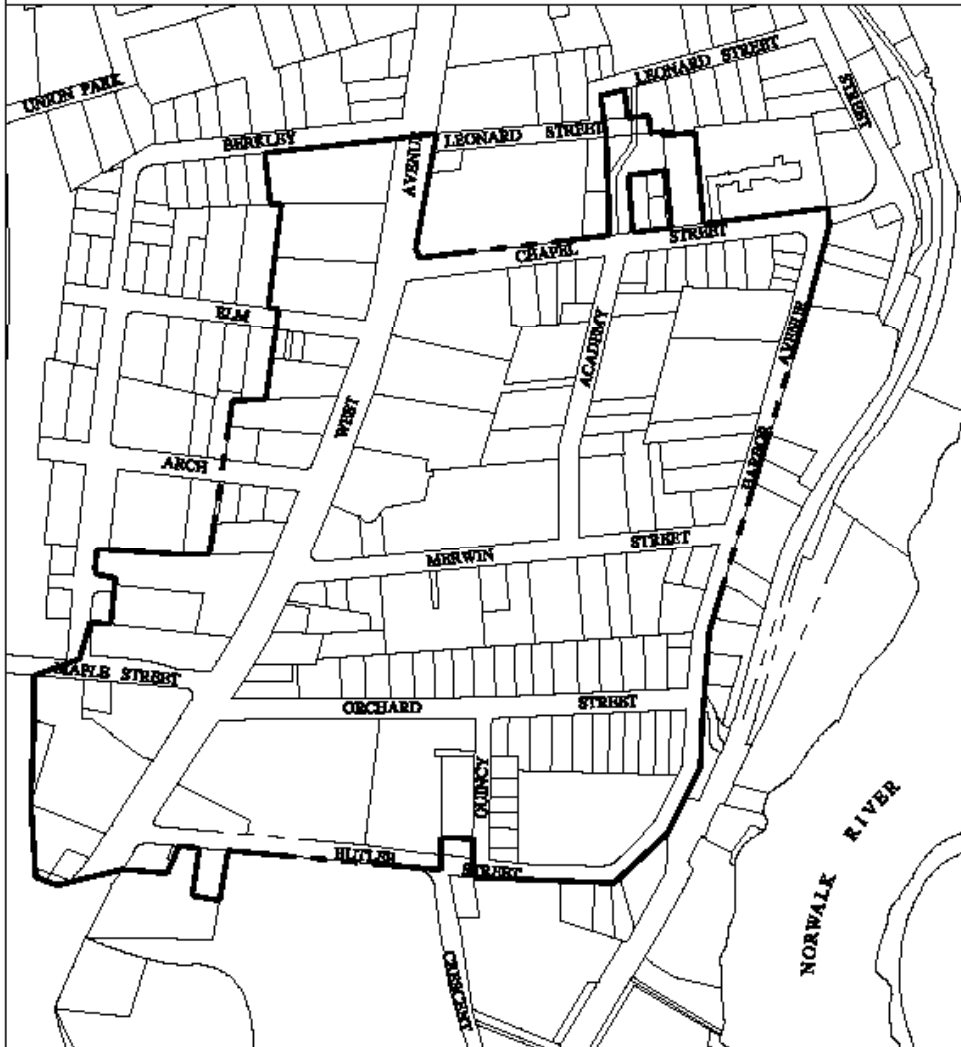 LEONARD STREET
UNION PARK
STREET
BERKLEY
LEONARD STREET
AVENUE
STREET
CHAPEL
ELM
ACADEMY
AVENUE
WEST
HARBOR
ARCH
STREET
MERWIN
MAPLE STREET
STREET
ORCHARD
QUINCY
RIVER
NORWALK
BUTLER
STREET
CRESCENT